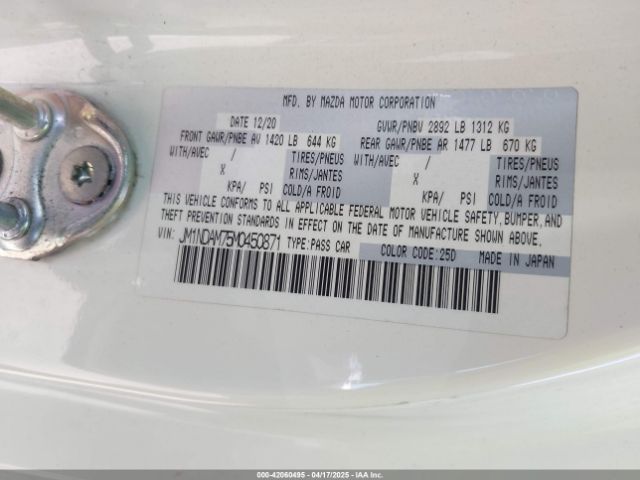 MFD. BY MAZDA MOTOR CORPORATION
DATE 12/20 GVWR/PNBV 2892 LB 1312 KG
FRONT GAWR/PNBE AV 1420 LB 644 KG REAR GAWR/PNBE AR 1477 LB 670 KG
WITH/AVEC / TIRES/PNEUS WITH/AVEC / TIRES/PNEUS
X RIMS/JANTES X RIMS/JANTES
KPA/ PSI COLD/A FROID KPA/ PSI COLD/A FROID
THIS VEHICLE CONFORMS TO ALL APPLICABLE FEDERAL MOTOR VEHICLE SAFETY, BUMPER, AND
THEFT PREVENTION STANDARDS IN EFFECT ON THE DATE OF MANUFACTURE SHOWN ABOVE.
VIN: JM1NDAM75M0450871 TYPE: PASS CAR COLOR CODE: 25D MADE IN JAPAN
000-42060495 - 04/17/2025 - IAAI.COM